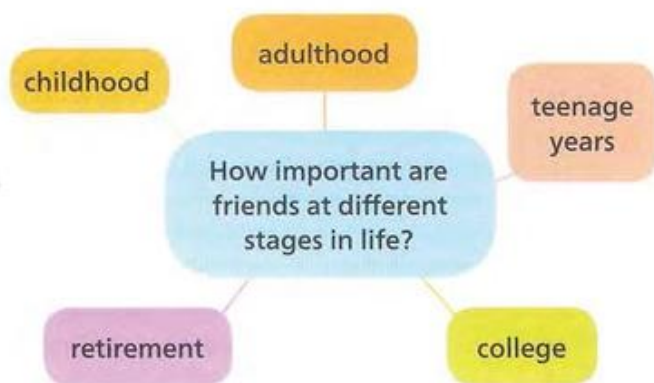 adulthood
childhood
teenage
years
How important are
friends at different
stages in life?
retirement
college